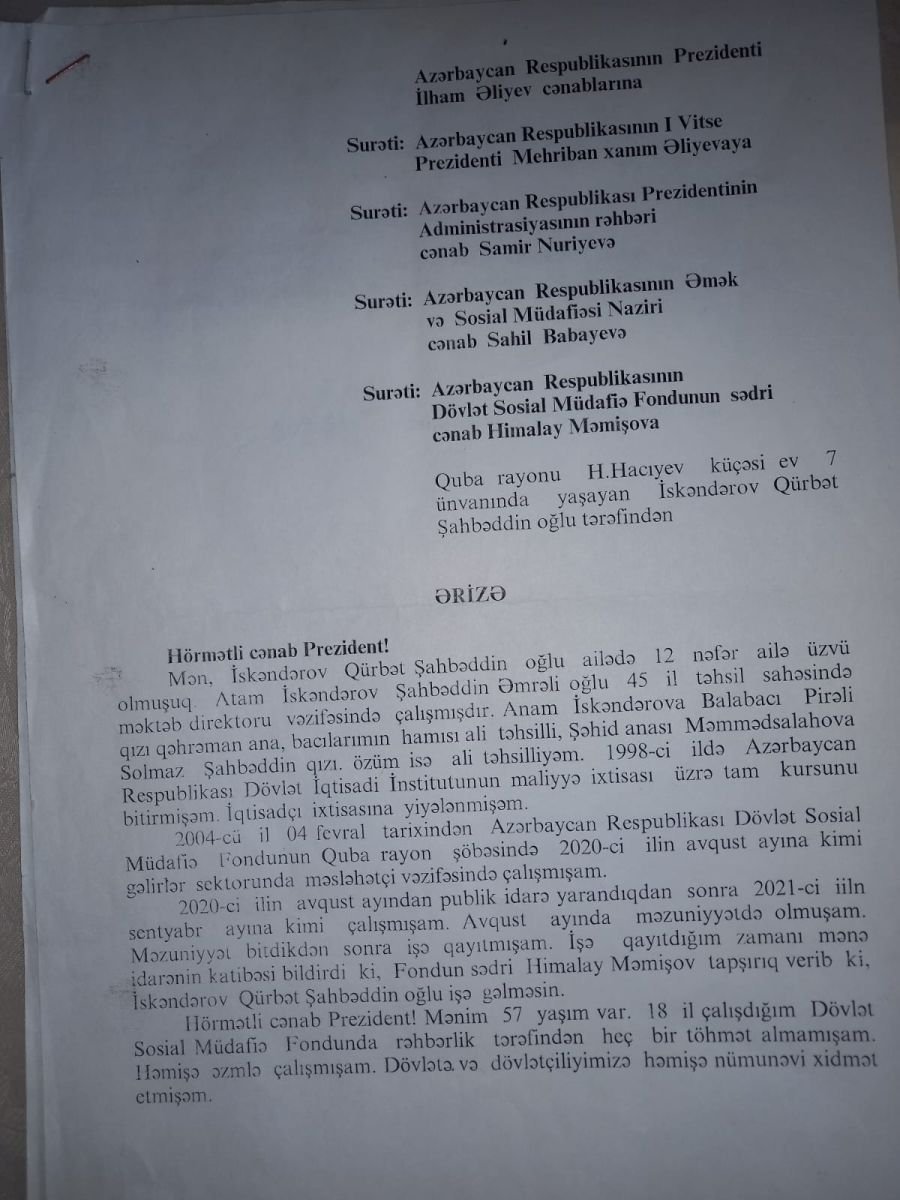 Azərbaycan Respublikasının Prezidenti
İlham Əliyev cənablarına
Surəti: Azərbaycan Respublikasının I Vitse
Prezidenti Mehriban xanım Əliyevaya
Surəti: Azərbaycan Respublikası Prezidentinin
Administrasiyasının rəhbəri
cənab Samir Nuriyevə
Surəti: Azərbaycan Respublikasının Əmək
və Sosial Müdafiəsi Naziri
cənab Sahil Babayevə
Surəti: Azərbaycan Respublikasının
Dövlət Sosial Müdafiə Fondunun sədri
cənab Himalay Məmişova
Quba rayonu H.Hacıyev küçəsi ev 7
ünvanında yaşayan İskəndərov Qürbət
Şahbəddin oğlu tərəfindən
ƏRİZƏ
Hörmətli cənab Prezident!
Mən, İskəndərov Qürbət Şahbəddin oğlu ailədə 12 nəfər ailə üzvü
olmuşuq. Atam İskəndərov Şahbəddin Əmrəli oğlu 45 il təhsil sahəsində
məktəb direktoru vəzifəsində çalışmışdır. Anam İskəndərova Balabacı Pirəli
qızı qəhrəman ana, bacılarımın hamısı ali təhsilli, Şəhid anası Məmmədsalahova
Solmaz Şahbəddin qızı. özüm isə ali təhsilliyəm. 1998-ci ildə Azərbaycan
Respublikası Dövlət İqtisadi İnstitutunun maliyyə ixtisası üzrə tam kursunu
bitirmişəm. İqtisadçı ixtisasına yiyələnmişəm.
2004-cü il 04 fevral tarixindən Azərbaycan Respublikası Dövlət Sosial
Müdafiə Fondunun Quba rayon şöbəsində 2020-ci ilin avqust ayına kimi
gəlirlər sektorunda məsləhətçi vəzifəsində çalışmışam.
2020-ci ilin avqust ayından publik idarə yarandıqdan sonra 2021-ci iiln
sentyabr ayına kimi çalışmışam. Avqust ayında məzuniyyətdə olmuşam.
Məzuniyyət bitdikdən sonra işə qayıtmışam. İşə qayıtdığım zamanı mənə
idarənin katibəsi bildirdi ki, Fondun sədri Himalay Məmişov tapşırıq verib ki,
İskəndərov Qürbət Şahbəddin oğlu işə gəlməsin.
Hörmətli cənab Prezident! Mənim 57 yaşım var. 18 il çalışdığım Dövlət
Sosial Müdafiə Fondunda rəhbərlik tərəfindən heç bir töhmət almamışam.
Həmişə əzmlə çalışmışam. Dövlətə və dövlətçiliyimizə həmişə nümunəvi xidmət
etmişəm.